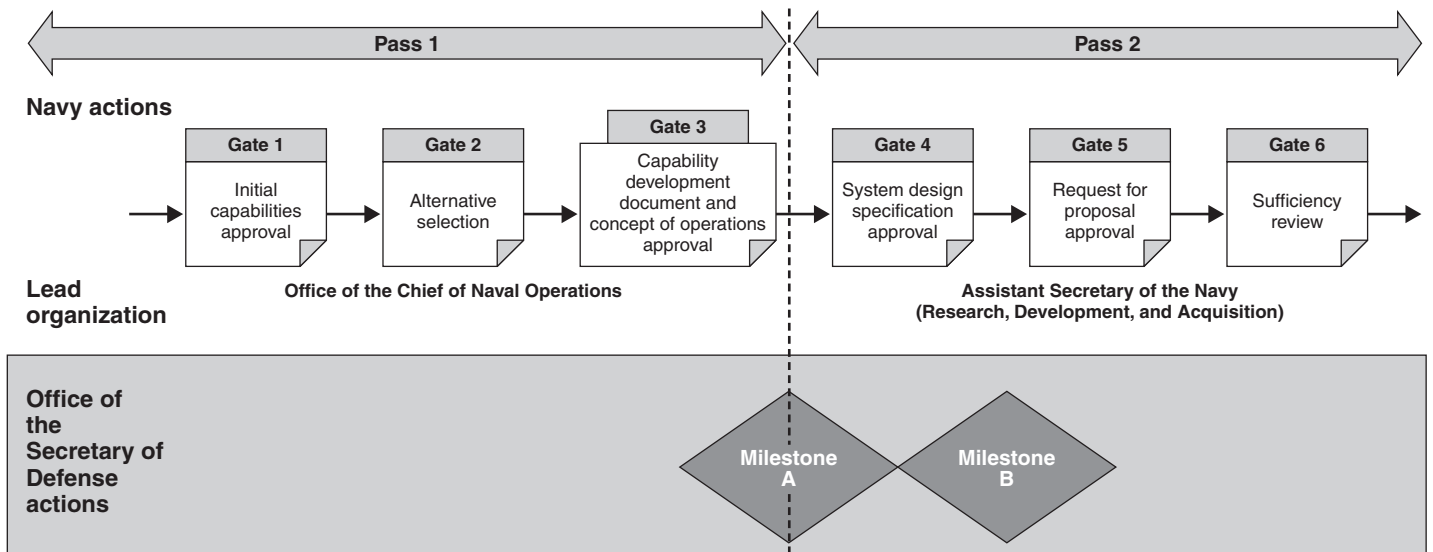 Pass 1
Pass 2
Navy actions
Gate 1
Initial
capabilities
approval
Gate 2
Alternative
selection
Gate 3
Capability
development
document and
concept of operations
approval
Gate 4
System design
specification
approval
Gate 5
Request for
proposal
approval
Gate 6
Sufficiency
review
Lead
organization
Office of the Chief of Naval Operations
Assistant Secretary of the Navy
(Research, Development, and Acquisition)
Office of
the
Secretary of
Defense
actions
Milestone
A
Milestone
B